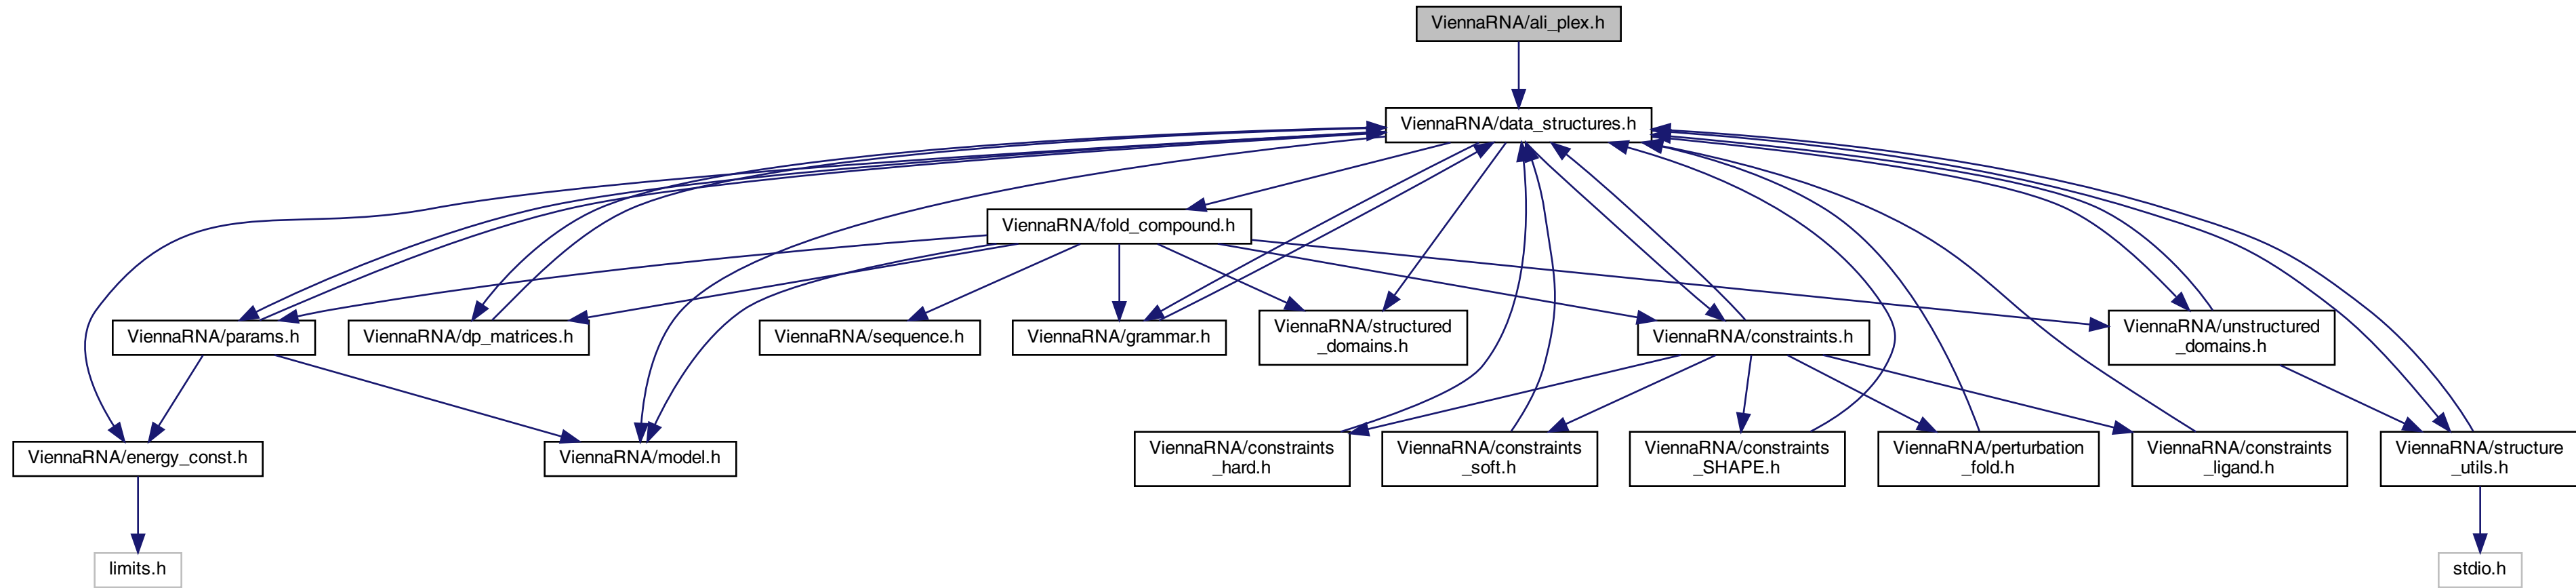 ViennaRNA/ali_plex.h
ViennaRNA/data_structures.h
ViennaRNA/fold_compound.h
ViennaRNA/params.h
ViennaRNA/dp_matrices.h
ViennaRNA/sequence.h
ViennaRNA/grammar.h
ViennaRNA/structured
_domains.h
ViennaRNA/constraints.h
ViennaRNA/unstructured
_domains.h
ViennaRNA/energy_const.h
ViennaRNA/model.h
ViennaRNA/constraints
_hard.h
ViennaRNA/constraints
_soft.h
ViennaRNA/constraints
_SHAPE.h
ViennaRNA/perturbation
_fold.h
ViennaRNA/constraints
_ligand.h
ViennaRNA/structure
_utils.h
limits.h
stdio.h